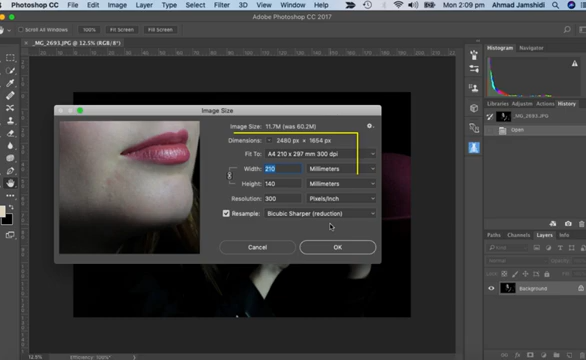 Photoshop CC File Edit Image Layer Type Select Filter 3D View Window Help Mon 2:09 pm Ahmad Jamshidi
Adobe Photoshop CC 2017
Scroll All Windows 100% Fit Screen Fit Screen
_MG_2693.JPG @ 12.5% (RGB/8*)
Histogram Navigator
Image Size
Image Size: 11.7M (was 60.2M)
Dimensions: 2480 px × 1654 px
Fit To: A4 210 x 297 mm 300 dpi
Width: 210 Millimeters
Height: 140 Millimeters
Resolution: 300 Pixels/Inch
Resample: Bicubic Sharper (reduction)
Cancel OK
Libraries Adjustm Actions History
_MG_2693.JPG
Open
Paths Channels Layers Info
Background
12.5%